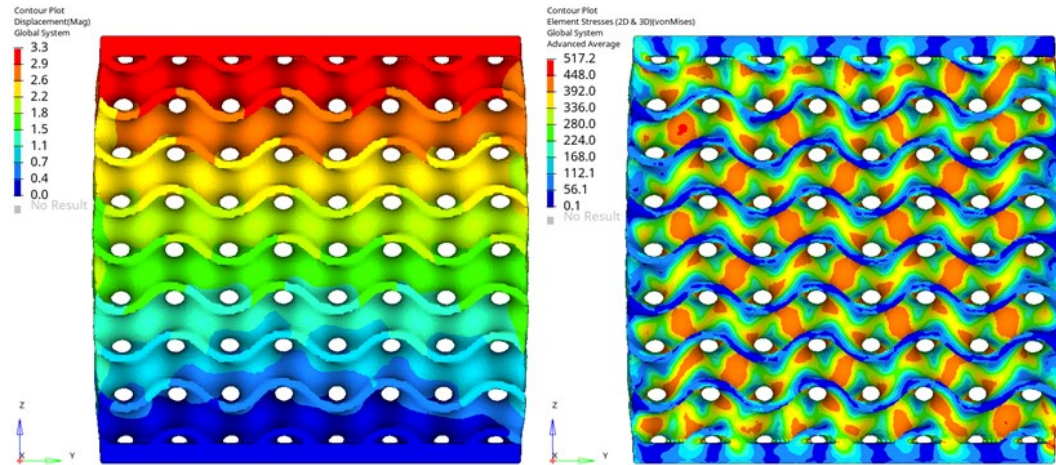 Contour Plot
Displacement(Mag)
Global System
3.3
2.9
2.6
2.2
1.8
1.5
1.1
0.7
0.4
0.0
No Result
Z
X
Y
Contour Plot
Element Stresses (2D & 3D)(vonMises)
Global System
Advanced Average
517.2
448.0
392.0
336.0
280.0
224.0
168.0
112.1
56.1
0.1
No Result
Z
X
Y